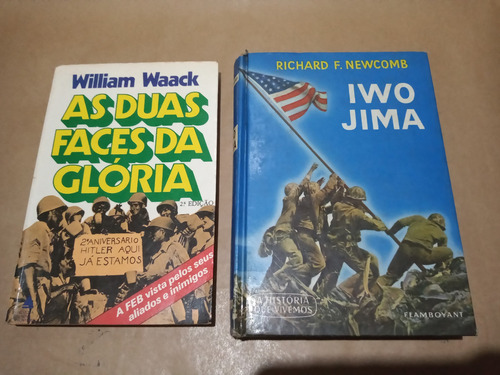 William Waack
AS DUAS
FACES DA
GLÓRIA
2ª EDIÇÃO
2º ANIVERSARIO
HITLER AQUI
JÁ ESTAMOS
A FEB vista pelos seus
aliados e inimigos
RICHARD F. NEWCOMB
IWO
JIMA
A HISTÓRIA
QUE VIVEMOS
FLAMBOYANT